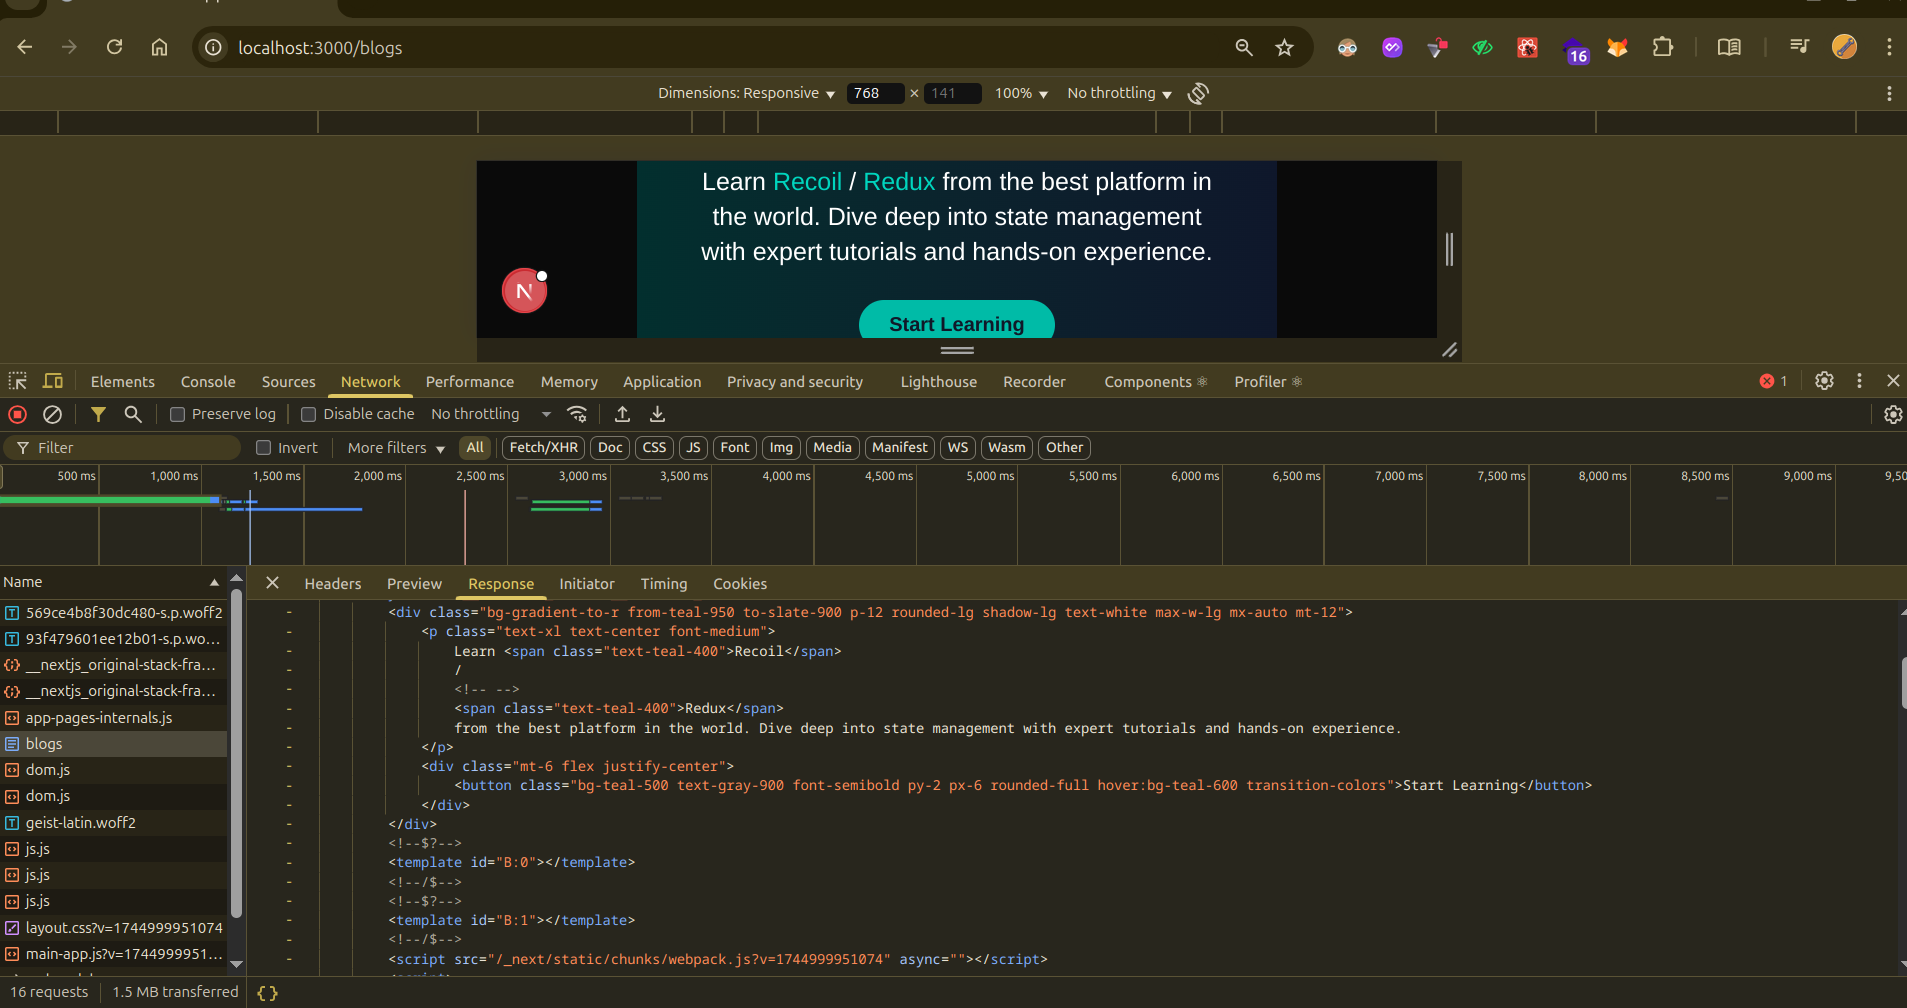 localhost:3000/blogs
16
Dimensions: Responsive 768 × 141 100% No throttling
Learn Recoil / Redux from the best platform in
the world. Dive deep into state management
with expert tutorials and hands-on experience.
N
Start Learning
Elements Console Sources Network Performance Memory Application Privacy and security Lighthouse Recorder Components Profiler 1
Preserve log Disable cache No throttling
Filter Invert More filters All Fetch/XHR Doc CSS JS Font Img Media Manifest WS Wasm Other
500 ms 1,000 ms 1,500 ms 2,000 ms 2,500 ms 3,000 ms 3,500 ms 4,000 ms 4,500 ms 5,000 ms 5,500 ms 6,000 ms 6,500 ms 7,000 ms 7,500 ms 8,000 ms 8,500 ms 9,000 ms 9,50
Name
569ce4b8f30dc480-s.p.woff2
93f479601ee12b01-s.p.wo...
__nextjs_original-stack-fra...
__nextjs_original-stack-fra...
app-pages-internals.js
blogs
dom.js
dom.js
geist-latin.woff2
js.js
js.js
js.js
layout.css?v=1744999951074
main-app.js?v=1744999951...
Headers Preview Response Initiator Timing Cookies
- <div class="bg-gradient-to-r from-teal-950 to-slate-900 p-12 rounded-lg shadow-lg text-white max-w-lg mx-auto mt-12">
- <p class="text-xl text-center font-medium">
- Learn <span class="text-teal-400">Recoil</span>
- /
- <!-- -->
- <span class="text-teal-400">Redux</span>
- from the best platform in the world. Dive deep into state management with expert tutorials and hands-on experience.
- </p>
- <div class="mt-6 flex justify-center">
- <button class="bg-teal-500 text-gray-900 font-semibold py-2 px-6 rounded-full hover:bg-teal-600 transition-colors">Start Learning</button>
- </div>
- </div>
- <!--$?-->
- <template id="B:0"></template>
- <!--/$-->
- <!--$?-->
- <template id="B:1"></template>
- <!--/$-->
- <script src="/_next/static/chunks/webpack.js?v=1744999951074" async=""></script>
16 requests 1.5 MB transferred {}